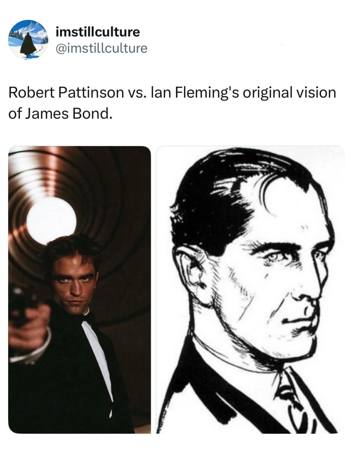 imstillculture
@imstillculture
Robert Pattinson vs. Ian Fleming's original vision
of James Bond.